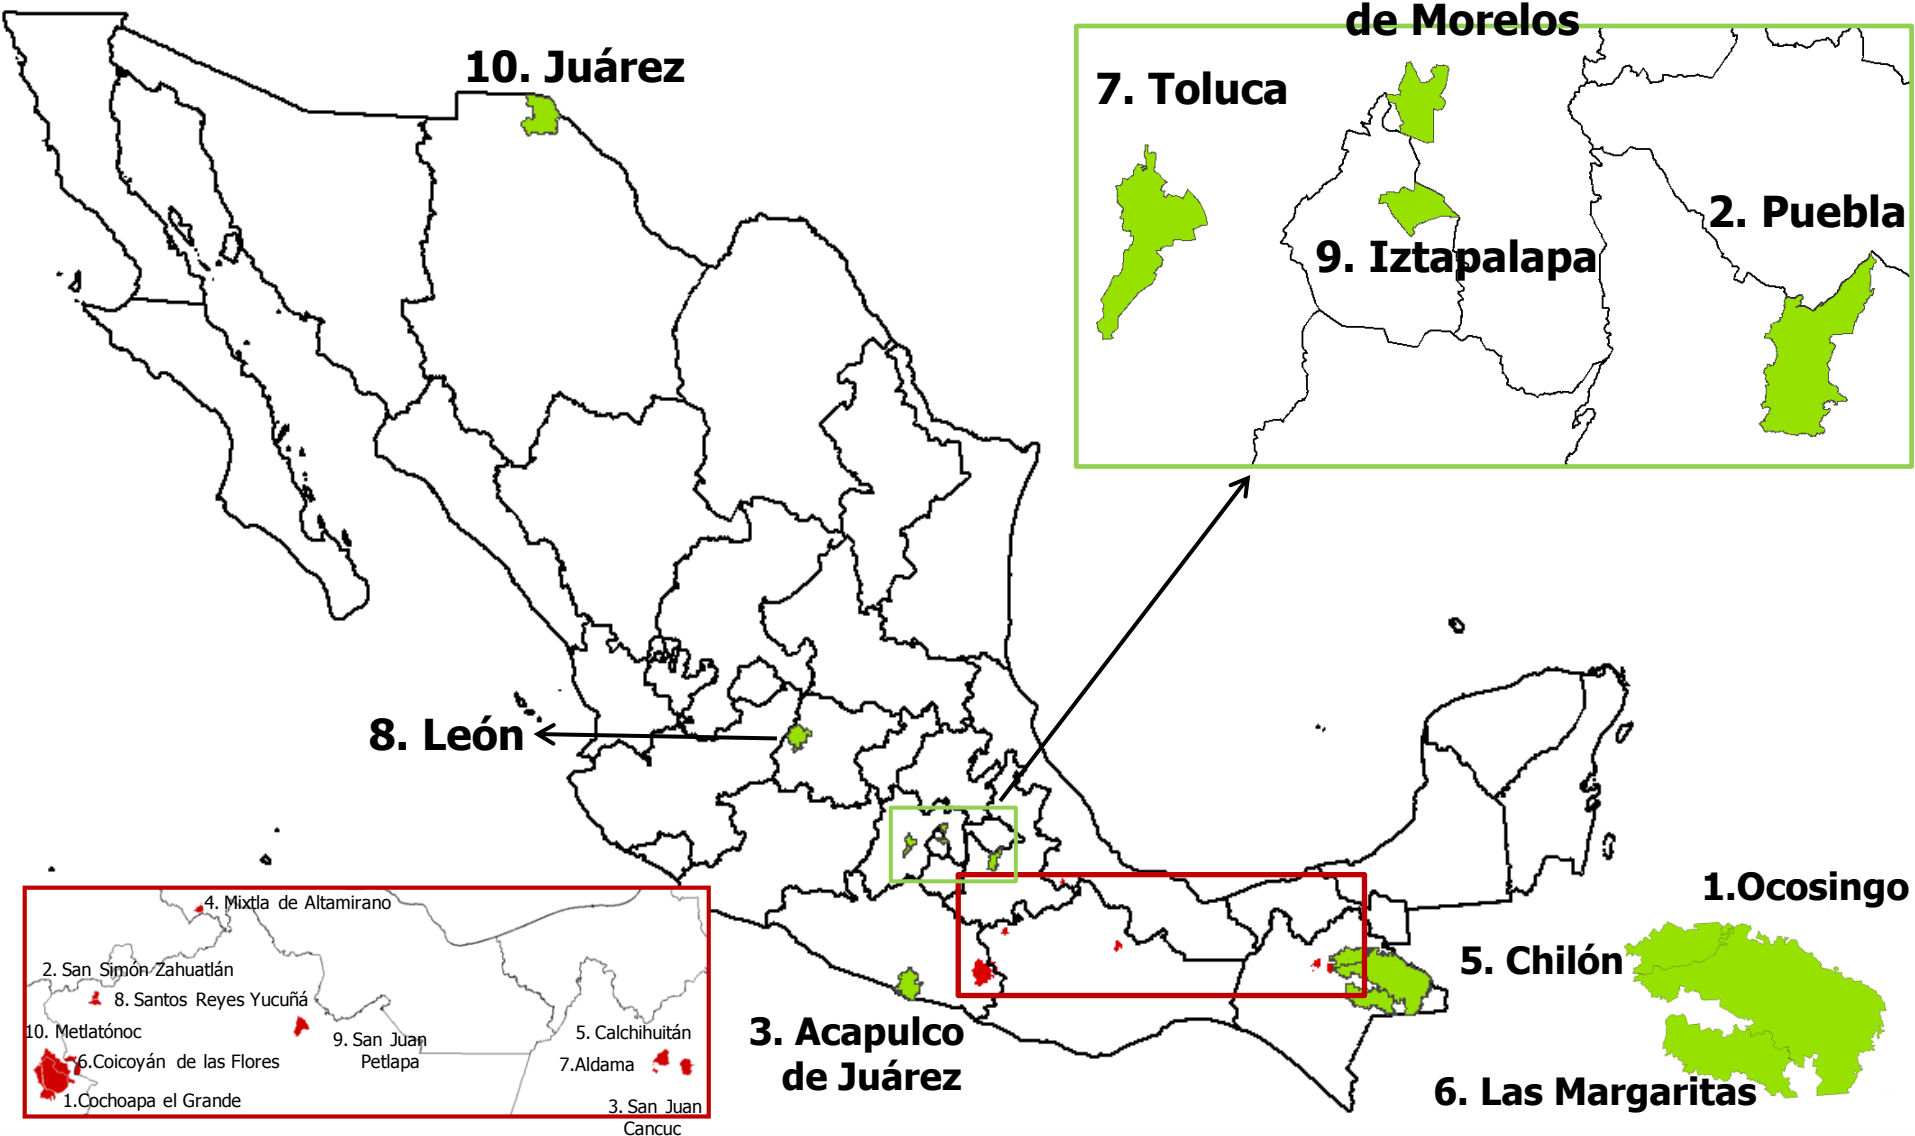 de Morelos
10. Juárez
7. Toluca
2. Puebla
9. Iztapalapa
8. León
1.Ocosingo
5. Chilón
3. Acapulco
de Juárez
6. Las Margaritas
4. Mixtla de Altamirano
2. San Simón Zahuatlán
8. Santos Reyes Yucuñá
10. Metlatónoc
9. San Juan
Petlapa
5. Calchihuitán
6.Coicoyán de las Flores
7.Aldama
1.Cochoapa el Grande
3. San Juan
Cancuc